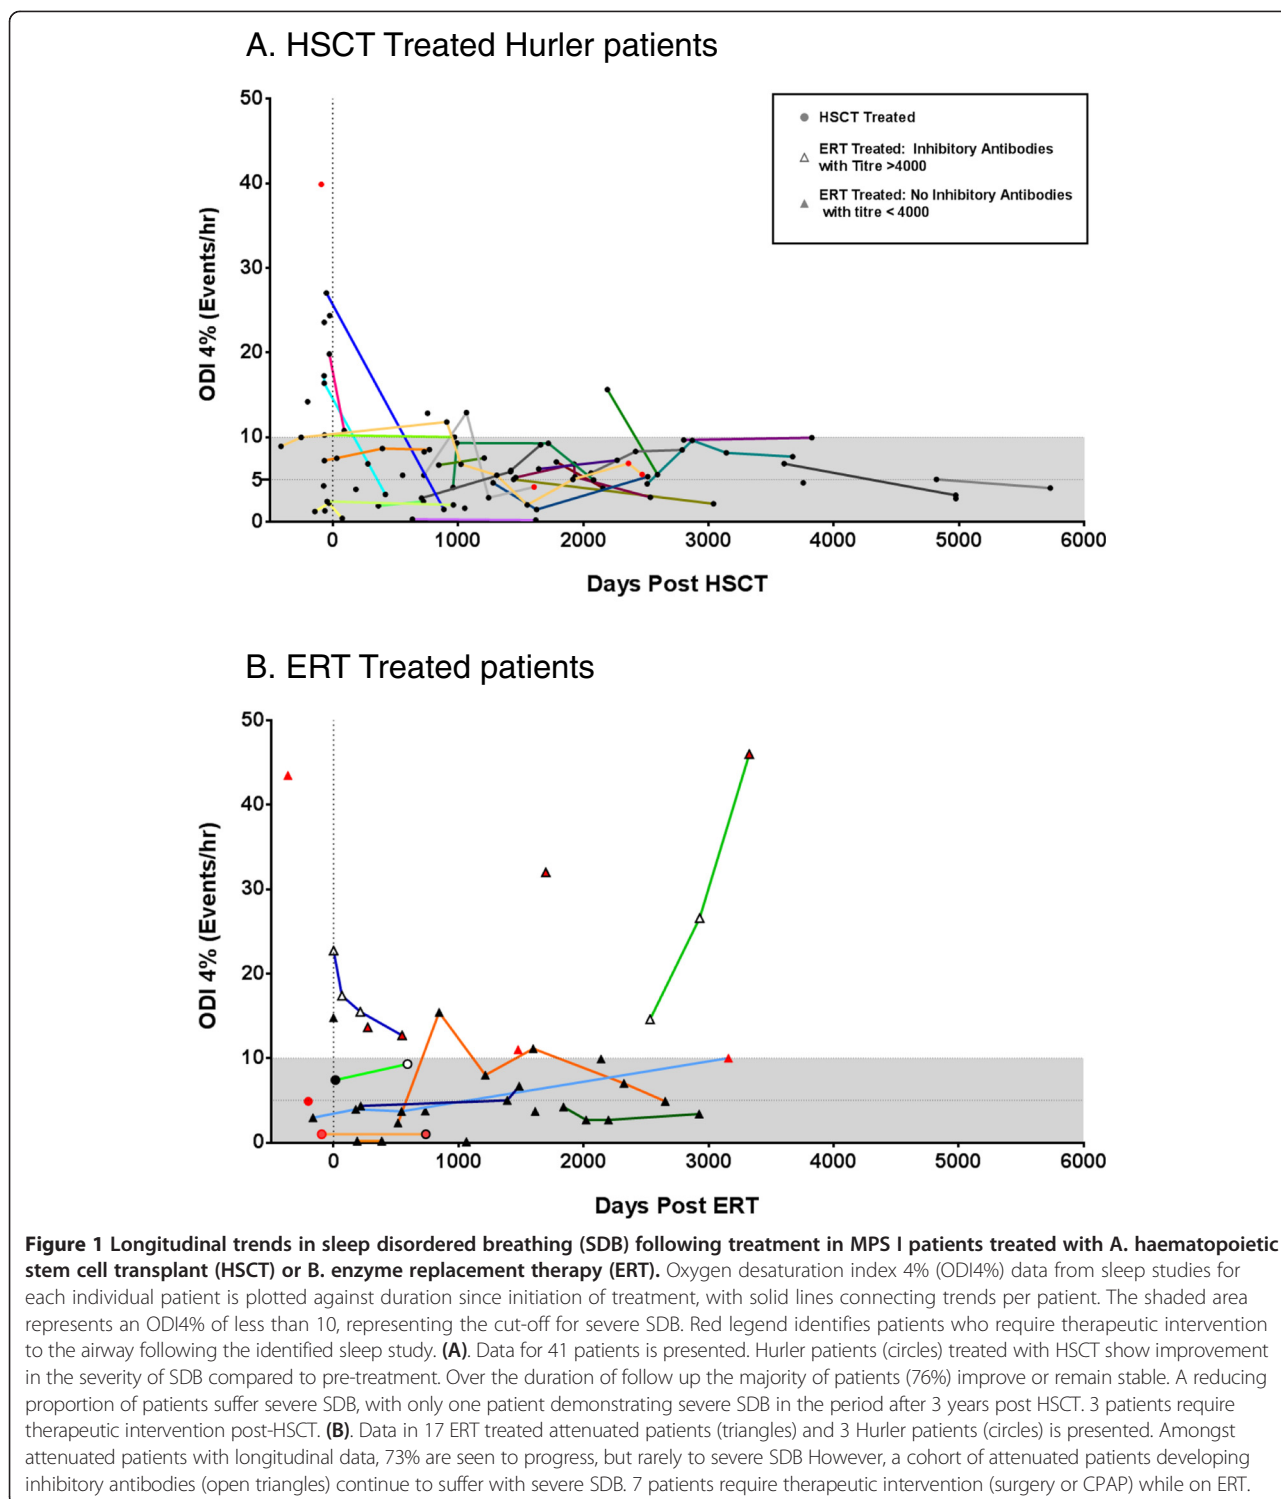 A. HSCT Treated Hurler patients
50
40
30
20
10
5
0
ODI 4% (Events/hr)
HSCT Treated
ERT Treated:  Inhibitory Antibodies
with Titre >4000
ERT Treated: No Inhibitory Antibodies
with titre < 4000
0 1000 2000 3000 4000 5000 6000
Days Post HSCT
B. ERT Treated patients
50
40
30
20
10
5
0
ODI 4% (Events/hr)
0 1000 2000 3000 4000 5000 6000
Days Post ERT
Figure 1 Longitudinal trends in sleep disordered breathing (SDB) following treatment in MPS I patients treated with A. haematopoietic
stem cell transplant (HSCT) or B. enzyme replacement therapy (ERT). Oxygen desaturation index 4% (ODI4%) data from sleep studies for
each individual patient is plotted against duration since initiation of treatment, with solid lines connecting trends per patient. The shaded area
represents an ODI4% of less than 10, representing the cut-off for severe SDB. Red legend identifies patients who require therapeutic intervention
to the airway following the identified sleep study. (A). Data for 41 patients is presented. Hurler patients (circles) treated with HSCT show improvement
in the severity of SDB compared to pre-treatment. Over the duration of follow up the majority of patients (76%) improve or remain stable. A reducing
proportion of patients suffer severe SDB, with only one patient demonstrating severe SDB in the period after 3 years post HSCT. 3 patients require
therapeutic intervention post-HSCT. (B). Data in 17 ERT treated attenuated patients (triangles) and 3 Hurler patients (circles) is presented. Amongst
attenuated patients with longitudinal data, 73% are seen to progress, but rarely to severe SDB However, a cohort of attenuated patients developing
inhibitory antibodies (open triangles) continue to suffer with severe SDB. 7 patients require therapeutic intervention (surgery or CPAP) while on ERT.